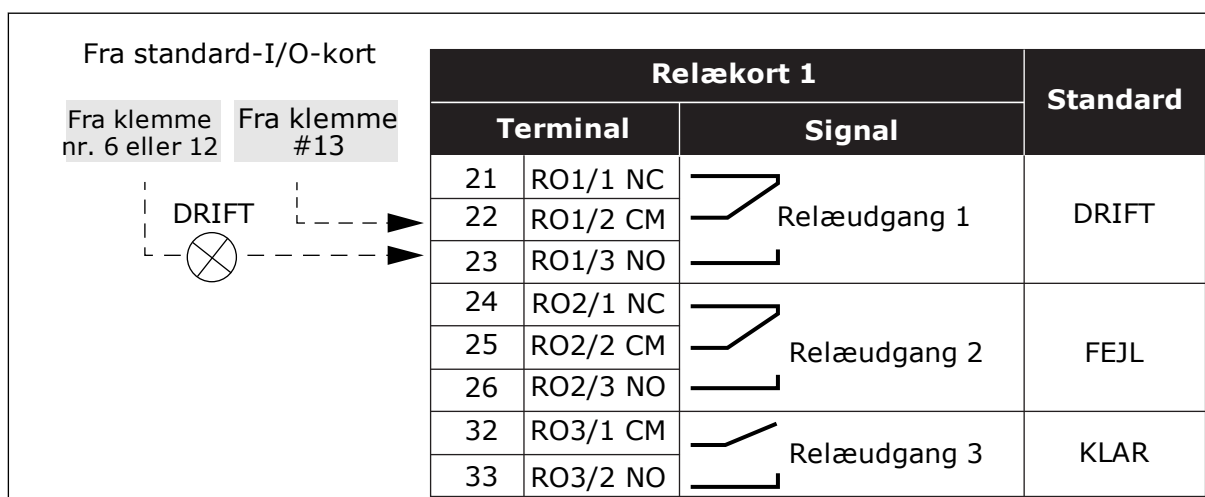 Fra standard-I/O-kort
Fra klemme
nr. 6 eller 12
Fra klemme
#13
DRIFT
Relækort 1
Standard
Terminal
Signal
21 RO1/1 NC
22 RO1/2 CM
23 RO1/3 NO
Relæudgang 1
DRIFT
24 RO2/1 NC
25 RO2/2 CM
26 RO2/3 NO
Relæudgang 2
FEJL
32 RO3/1 CM
33 RO3/2 NO
Relæudgang 3
KLAR